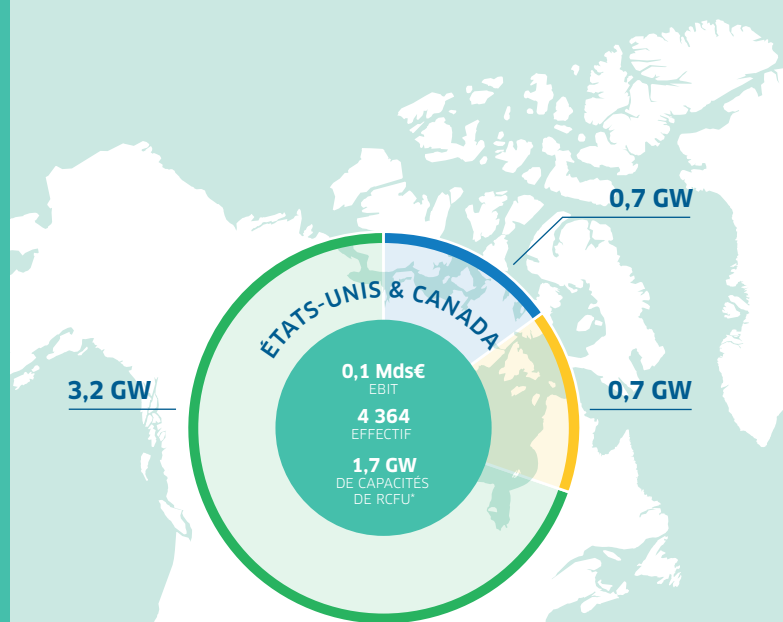 0,7 GW
ÉTATS-UNIS & CANADA
0,1 Mds€
EBIT
3,2 GW
0,7 GW
4 364
EFFECTIF
1,7 GW
DE CAPACITÉS
DE RCFU*